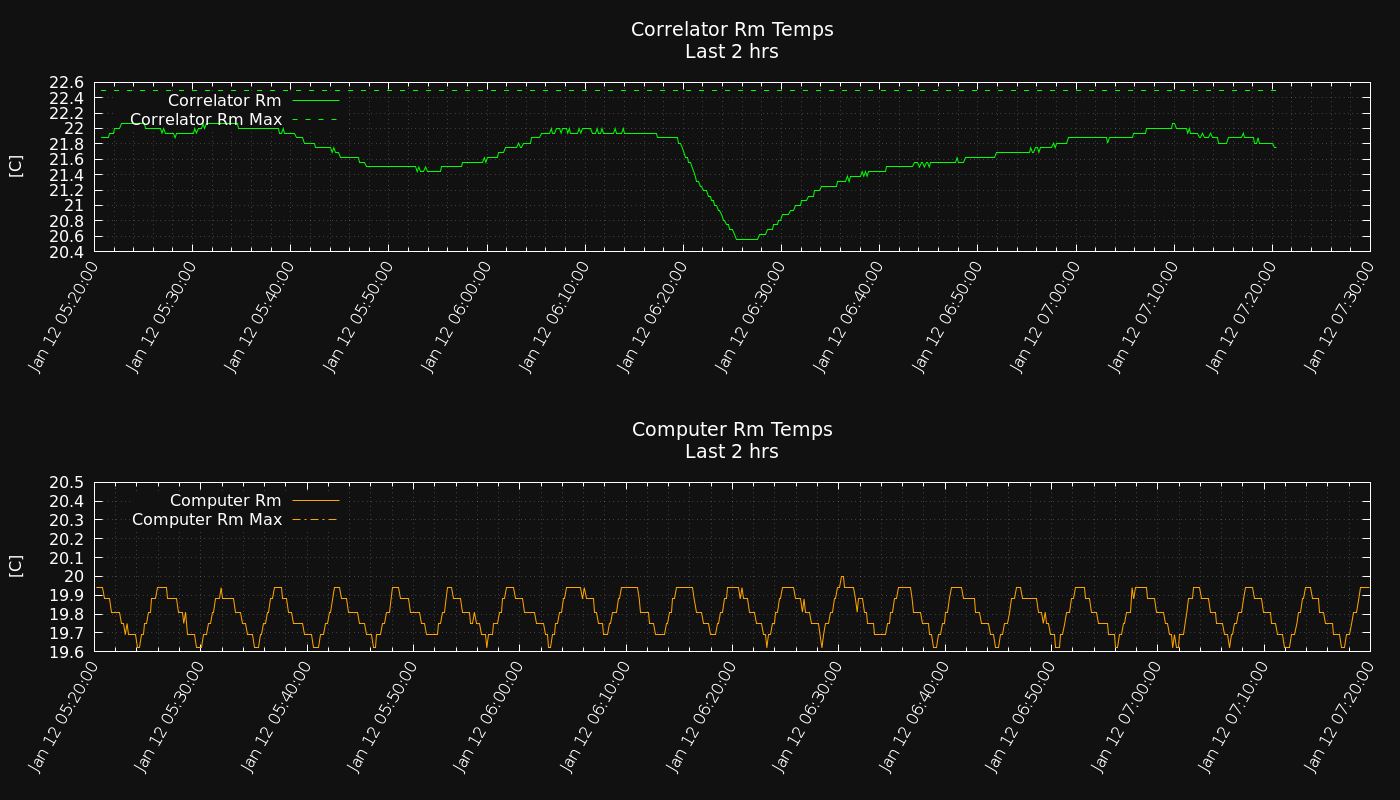 Correlator Rm Temps
Last 2 hrs
22.6
22.4
22.2
22
21.8
21.6
21.4
21.2
21
20.8
20.6
20.4
[C]
Correlator Rm
Correlator Rm Max
Jan 12 05:20:00
Jan 12 05:30:00
Jan 12 05:40:00
Jan 12 05:50:00
Jan 12 06:00:00
Jan 12 06:10:00
Jan 12 06:20:00
Jan 12 06:30:00
Jan 12 06:40:00
Jan 12 06:50:00
Jan 12 07:00:00
Jan 12 07:10:00
Jan 12 07:20:00
Jan 12 07:30:00
Computer Rm Temps
Last 2 hrs
20.5
20.4
20.3
20.2
20.1
20
19.9
19.8
19.7
19.6
[C]
Computer Rm
Computer Rm Max
Jan 12 05:20:00
Jan 12 05:30:00
Jan 12 05:40:00
Jan 12 05:50:00
Jan 12 06:00:00
Jan 12 06:10:00
Jan 12 06:20:00
Jan 12 06:30:00
Jan 12 06:40:00
Jan 12 06:50:00
Jan 12 07:00:00
Jan 12 07:10:00
Jan 12 07:20:00